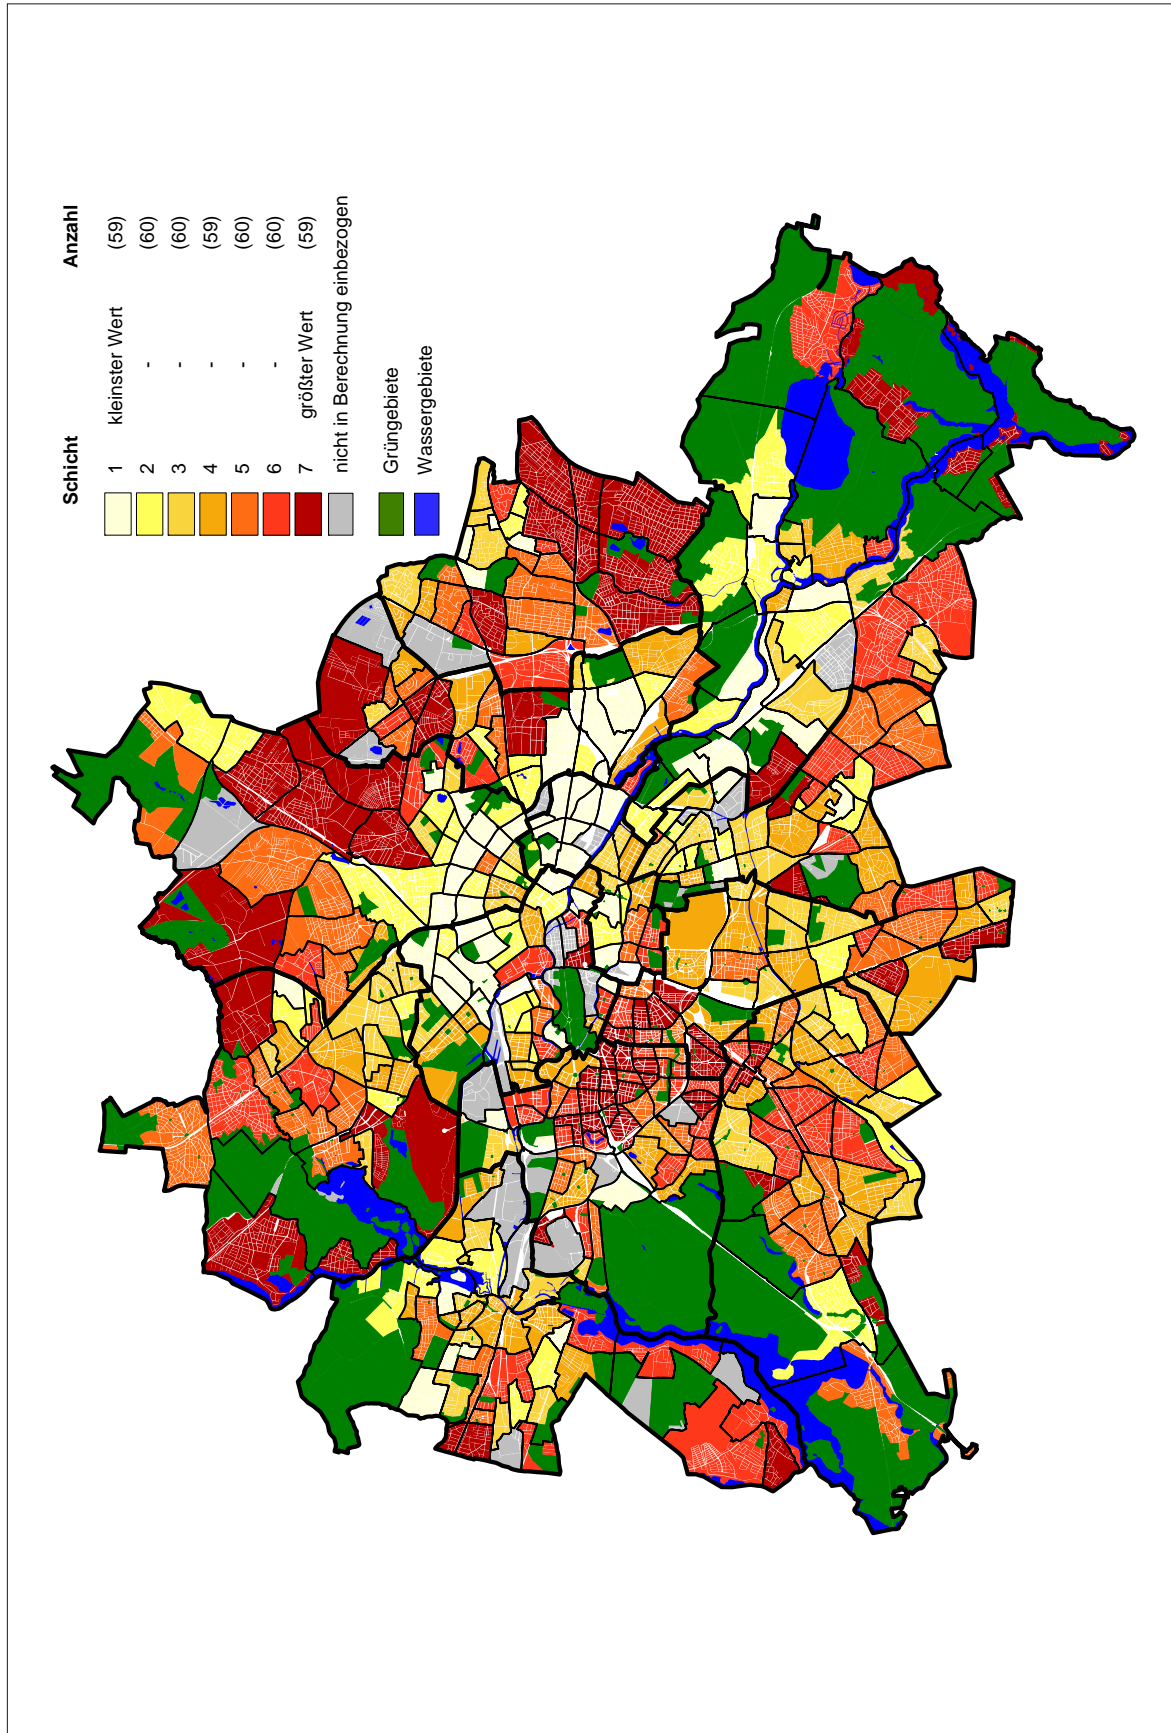 Schicht Anzahl
1 kleinster Wert (59)
2 - (60)
3 - (60)
4 - (59)
5 - (60)
6 - (60)
7 größter Wert (59)
nicht in Berechnung einbezogen
Grüngebiete
Wassergebiete